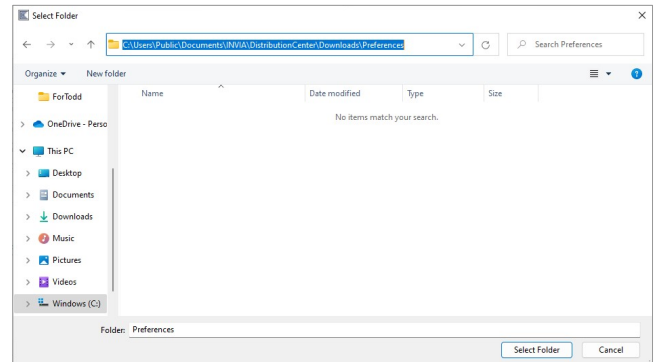 Select Folder
C:\Users\Public\Documents\INVIA\DistributionCenter\Downloads\Preferences
Search Preferences
Organize
New folder
Name
Date modified
Type
Size
ForTodd
No items match your search.
OneDrive - Perso
This PC
Desktop
Documents
Downloads
Music
Pictures
Videos
Windows (C:)
Folder: Preferences
Select Folder
Cancel